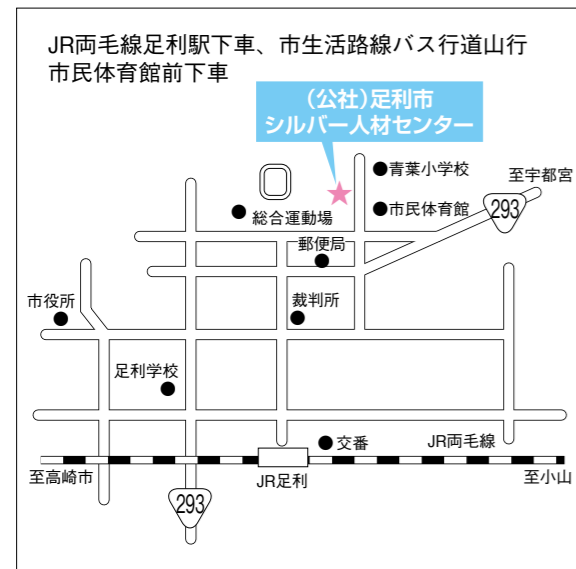 JR両毛線足利駅下車、市生活路線バス行道山行
市民体育館前下車
(公社)足利市
シルバー人材センター
青葉小学校
至宇都宮
293
市民体育館
総合運動場
郵便局
市役所
裁判所
足利学校
交番
JR両毛線
至高崎市
JR足利
至小山
293